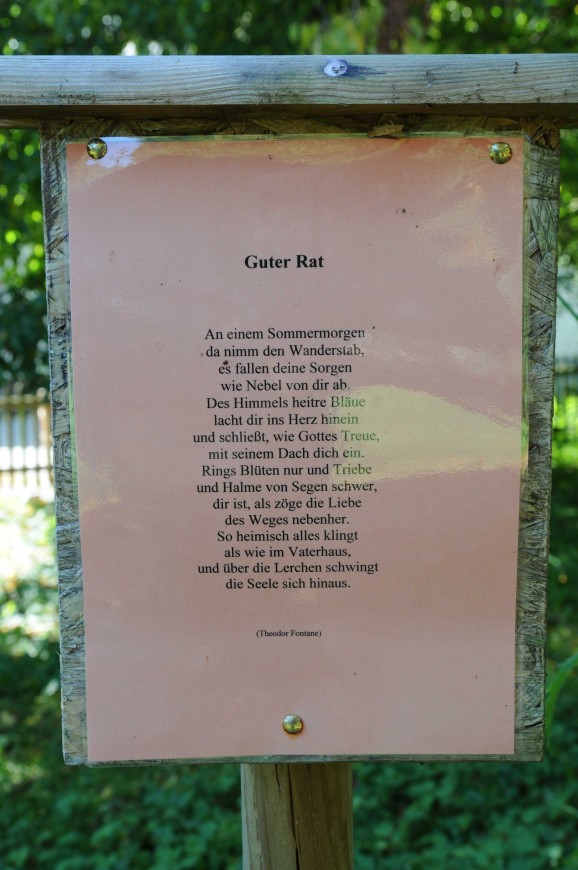 Guter Rat
An einem Sommermorgen
da nimm den Wanderstab,
es fallen deine Sorgen
wie Nebel von dir ab.
Des Himmels heitre Bläue
lacht dir ins Herz hinein
und schließt, wie Gottes Treue,
mit seinem Dach dich ein.
Rings Blüten nur und Triebe
und Halme von Segen schwer,
dir ist, als zöge die Liebe
des Weges nebenher.
So heimisch alles klingt
als wie im Vaterhaus,
und über die Lerchen schwingt
die Seele sich hinaus.
(Theodor Fontane)